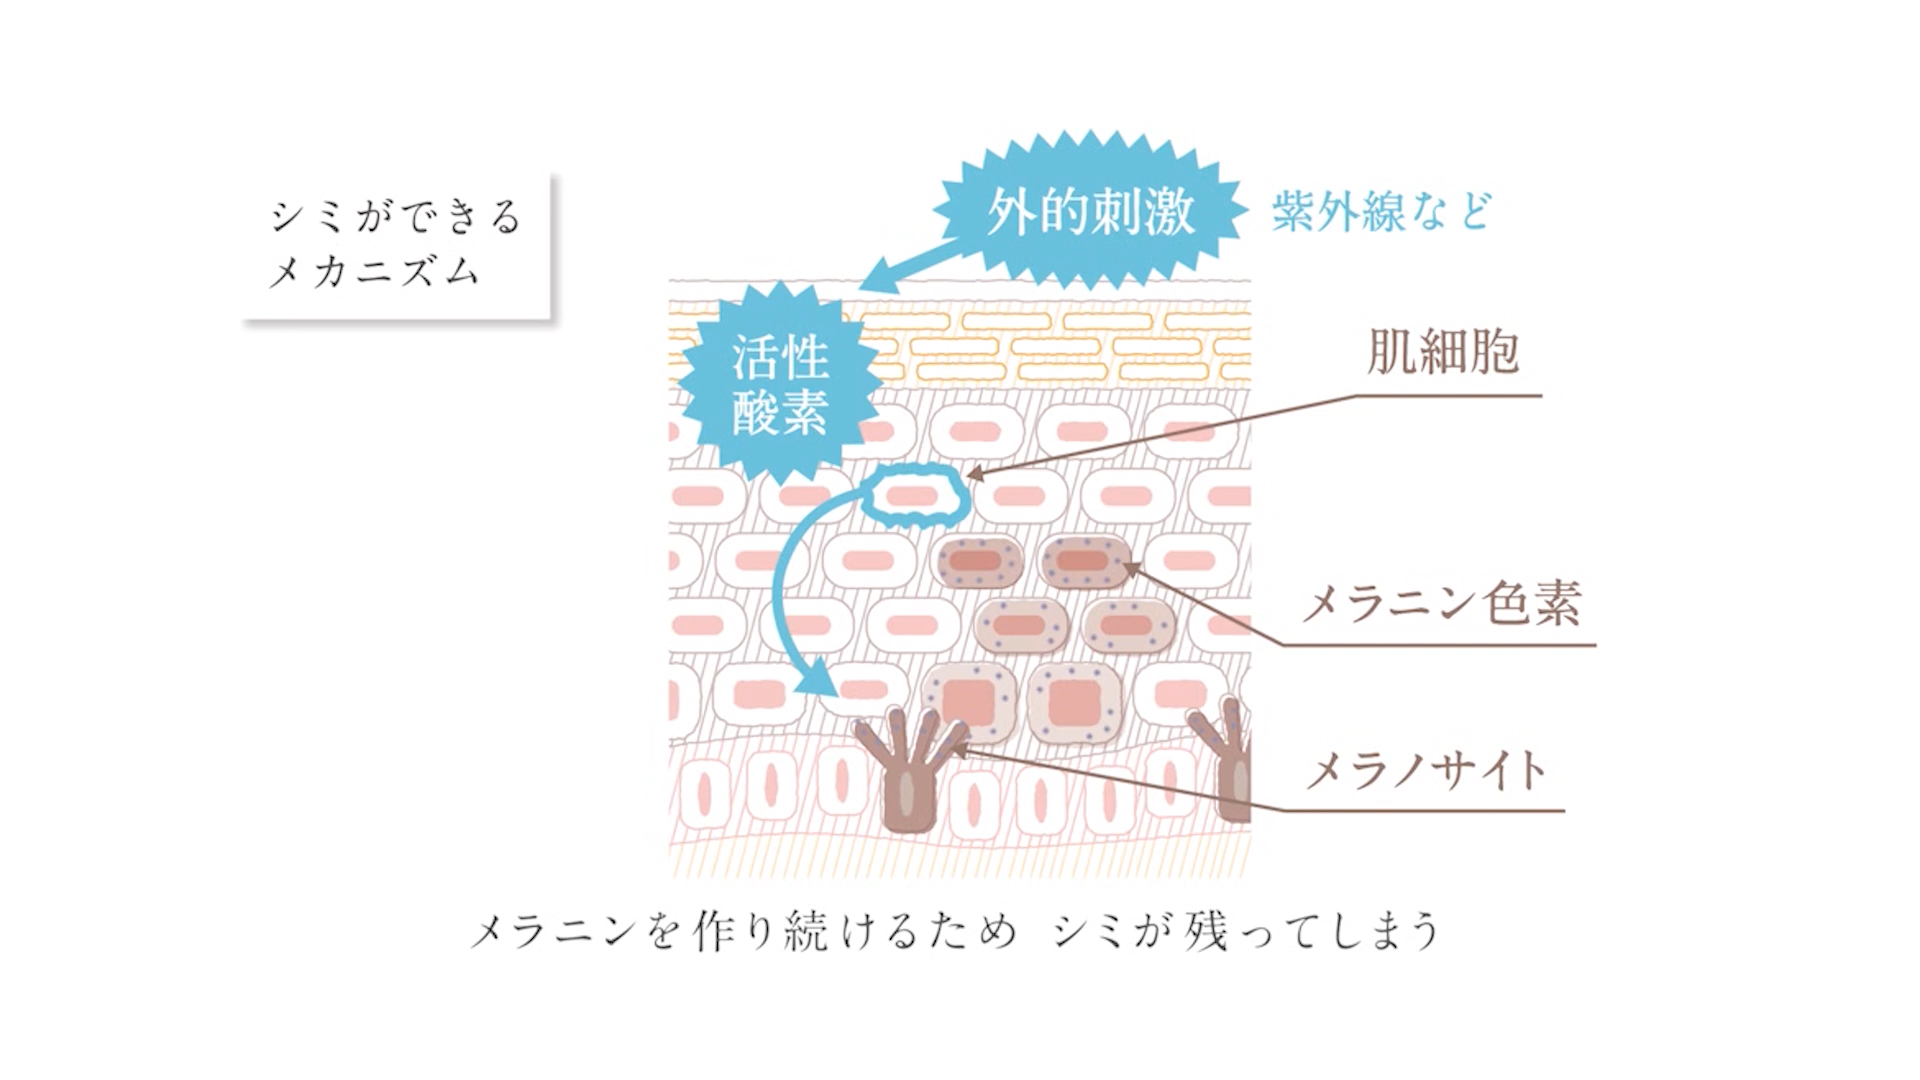 シミができる
メカニズム
外的刺激
紫外線など
活性
酸素
肌細胞
メラニン色素
メラノサイト
メラニンを作り続けるため シミが残ってしまう